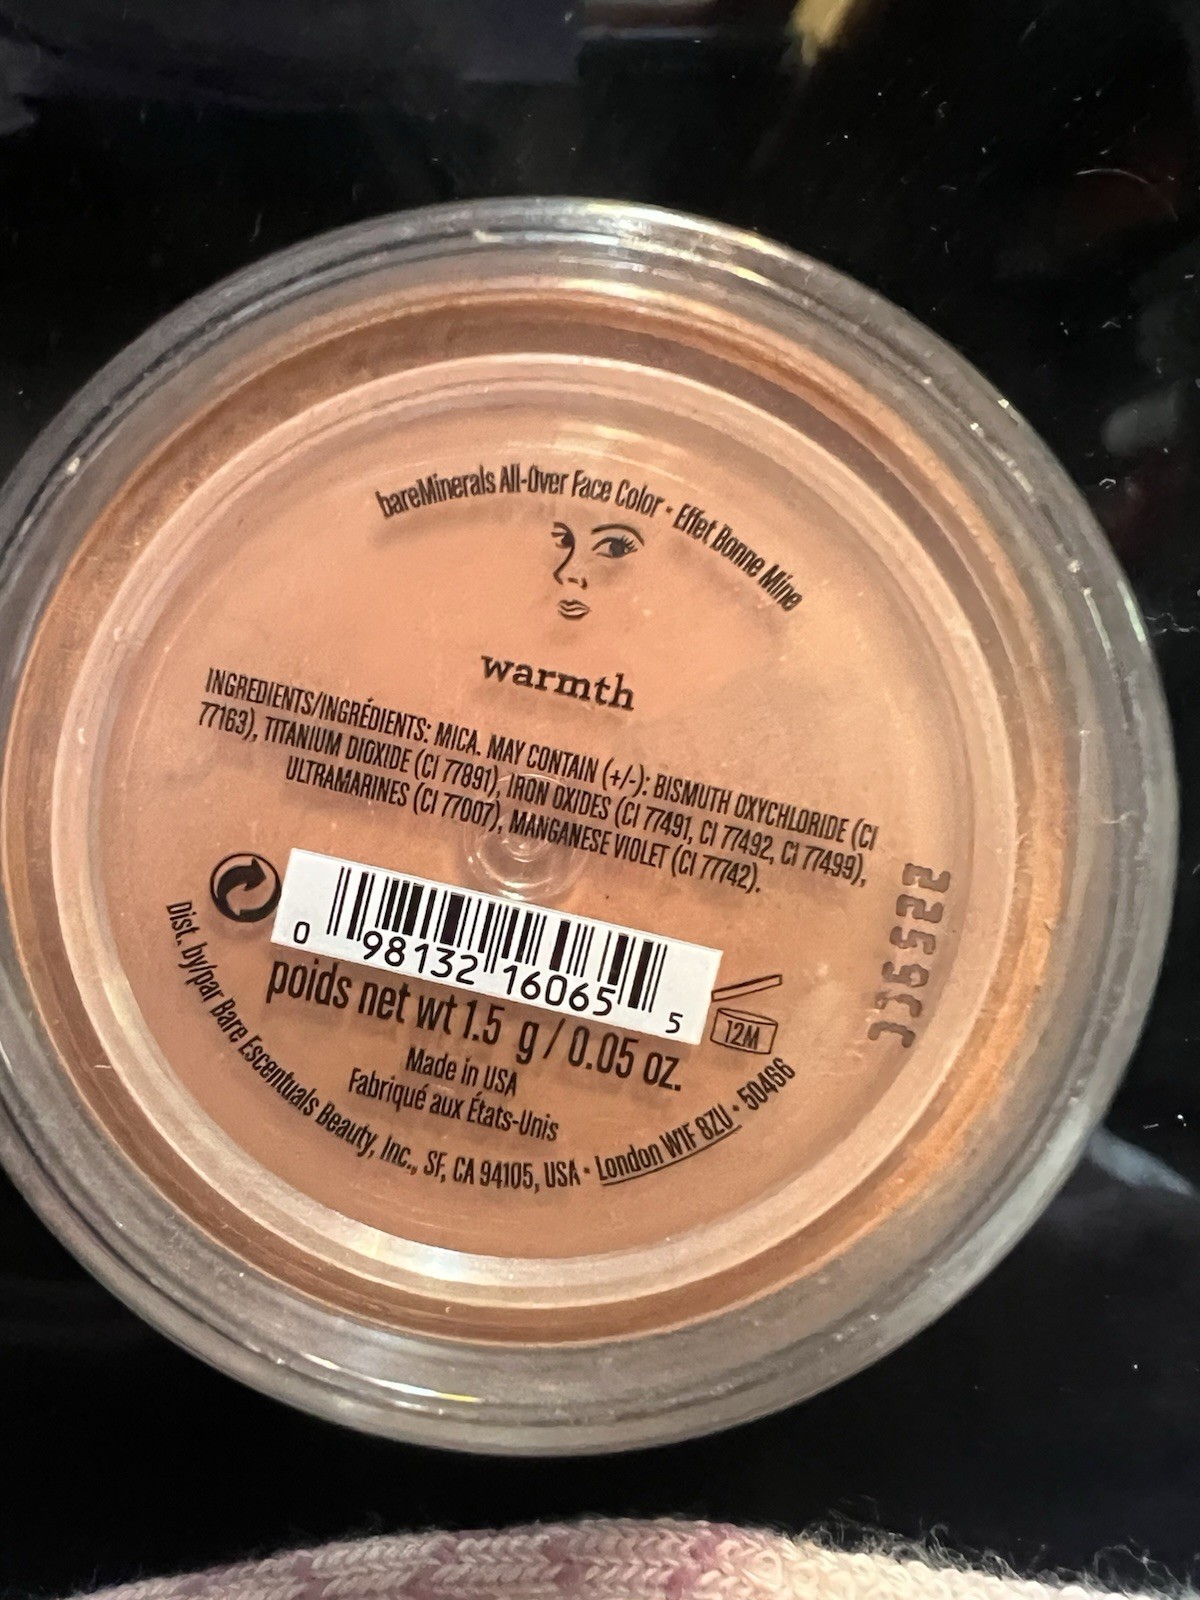 bareMinerals All-Over Face Color • Effet Bonne Mine
warmth
INGREDIENTS/INGRÉDIENTS: MICA. MAY CONTAIN (+/-): BISMUTH OXYCHLORIDE (CI
77163), TITANIUM DIOXIDE (CI 77891), IRON OXIDES (CI 77491, CI 77492, CI 77499),
ULTRAMARINES (CI 77007), MANGANESE VIOLET (CI 77742).
0 98132 16065 5
12M
poids net wt 1.5 g / 0.05 oz.
Made in USA
Fabriqué aux États-Unis
Dist. by/par Bare Escentuals Beauty, Inc., SF, CA 94105, USA • London W1F 8ZU • 50466